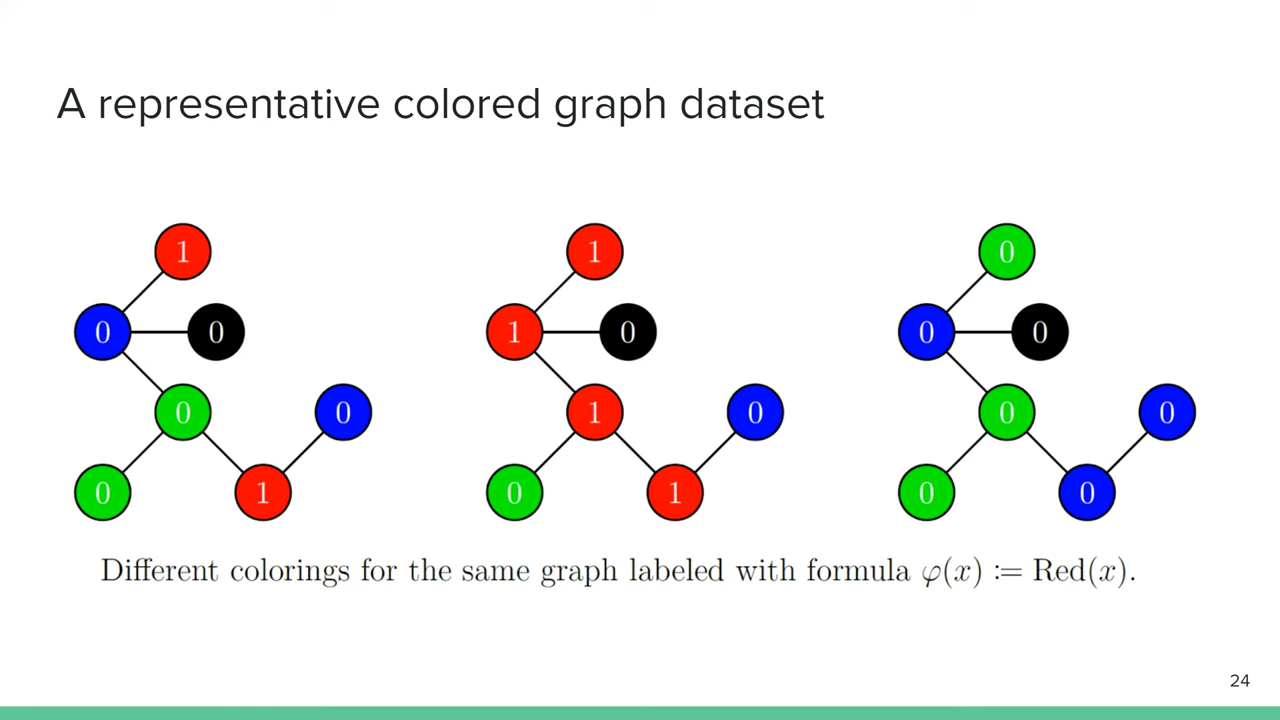 A representative colored graph dataset
1 1 0
0 0 1 0 0 0
0 0 1 0 0 0
0 1 0 1 0 0
Different colorings for the same graph labeled with formula φ(x) := Red(x).
24